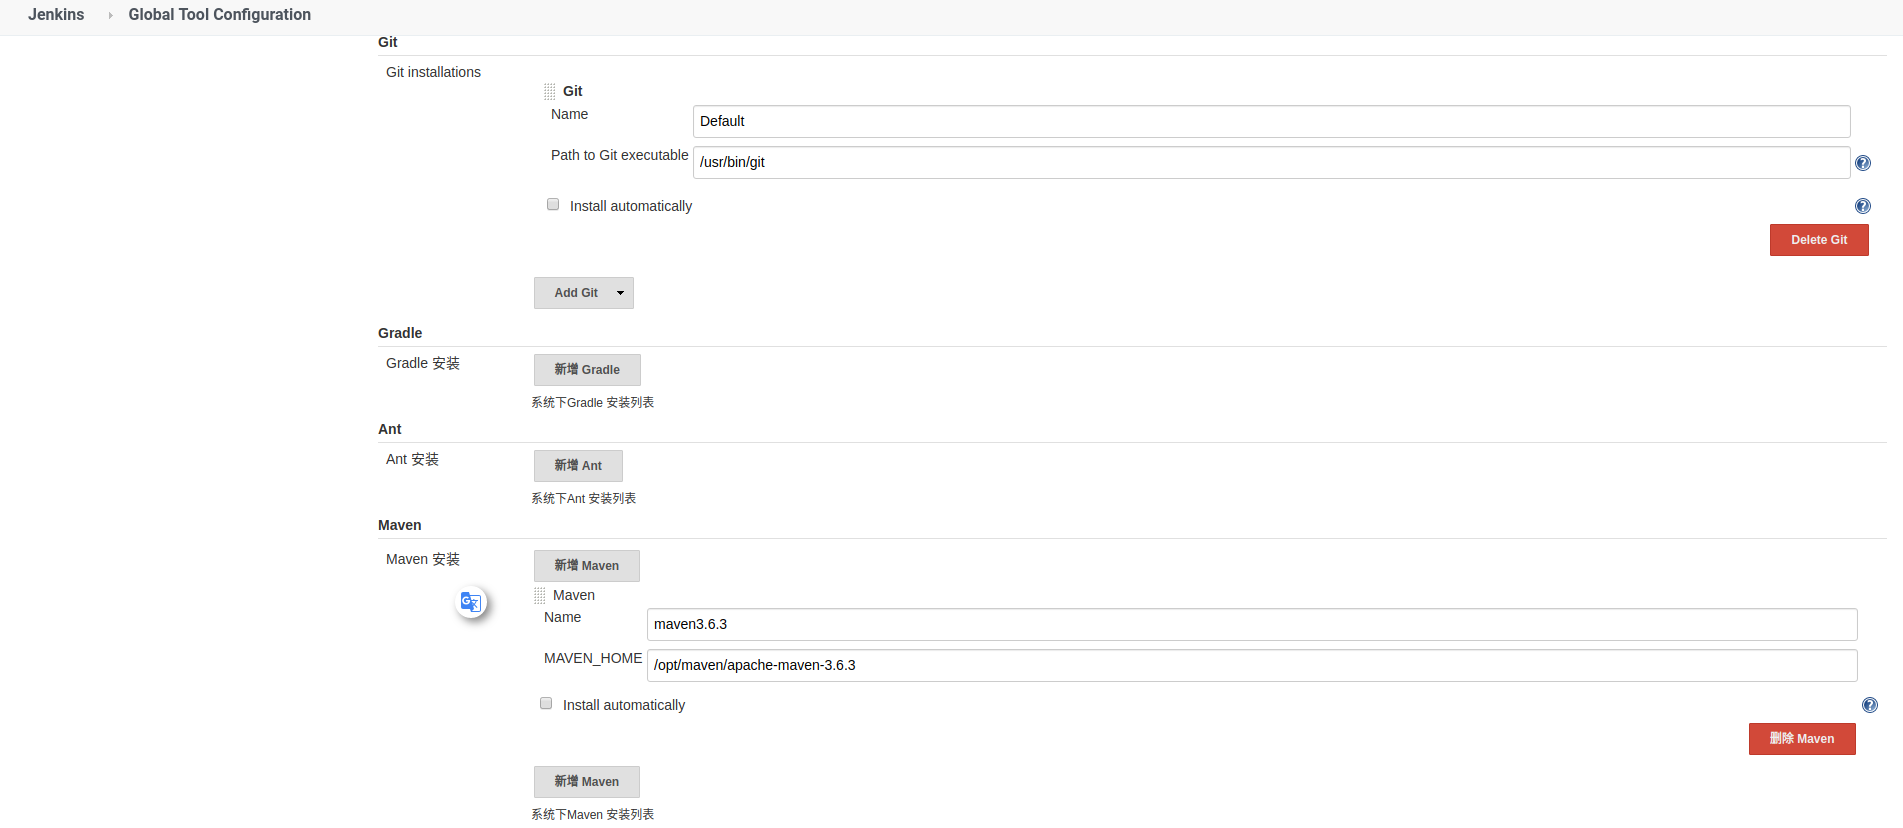 Jenkins
Global Tool Configuration
Git
Git installations
Git
Name
Default
Path to Git executable
/usr/bin/git
Install automatically
Delete Git
Add Git
Gradle
Gradle 安装
新增 Gradle
系统下Gradle 安装列表
Ant
Ant 安装
新增 Ant
系统下Ant 安装列表
Maven
Maven 安装
新增 Maven
Maven
Name
maven3.6.3
MAVEN_HOME
/opt/maven/apache-maven-3.6.3
Install automatically
删除 Maven
新增 Maven
系统下Maven 安装列表